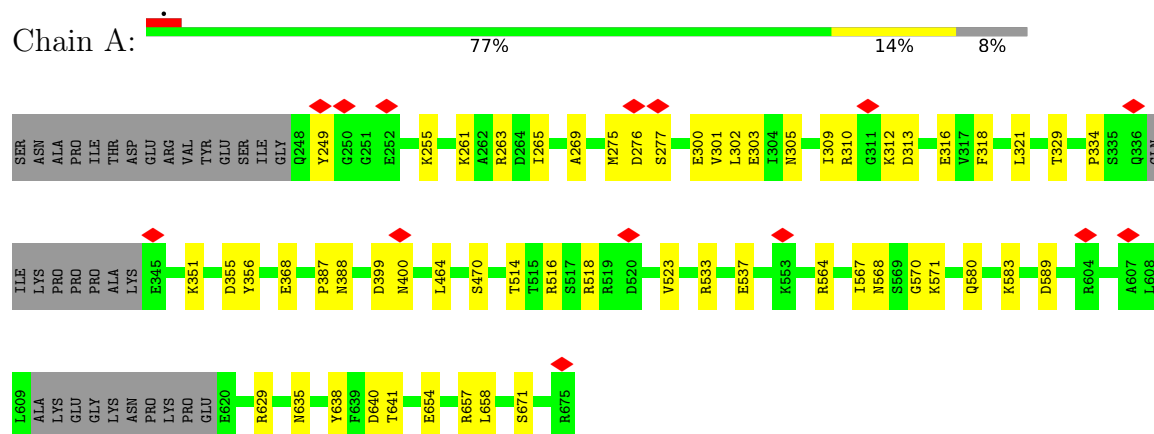 Chain A:
77% 14% 8%
SER ASN ALA PRO ILE THR ASP GLU ARG VAL TYR GLU SER ILE GLY Q248 Y249 G250 G251 E252 K255 K261 A262 R263 D264 I265 A269 M275 D276 S277 E300 V301 L302 E303 I304 N305 I309 R310 G311 K312 D313 E316 V317 F318 L321 T329 P334 S335 Q336 GLN
ILE LYS PRO PRO PRO ALA LYS E345 K351 D355 Y356 E368 P387 N388 D399 N400 L464 S470 T514 T515 R516 S517 R518 R519 D520 V523 R533 E537 K553 R564 I567 N568 S569 G570 K571 Q580 K583 D589 R604 A607 L608
L609 ALA LYS GLU GLY LYS ASN PRO LYS PRO GLU E620 R629 N635 Y638 F639 D640 T641 E654 R657 L658 S671 R675